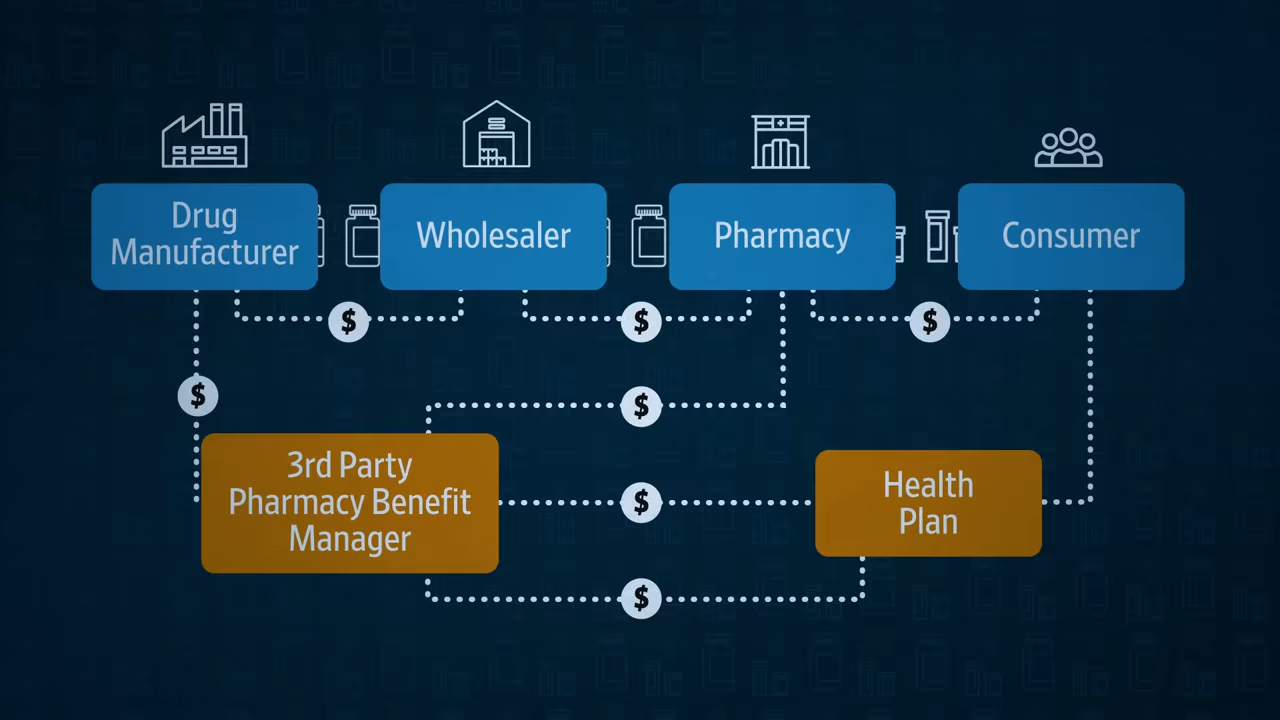 Drug
Manufacturer
Wholesaler
Pharmacy
Consumer
$
$
$
$
$
3rd Party
Pharmacy Benefit
Manager
$
Health
Plan
$